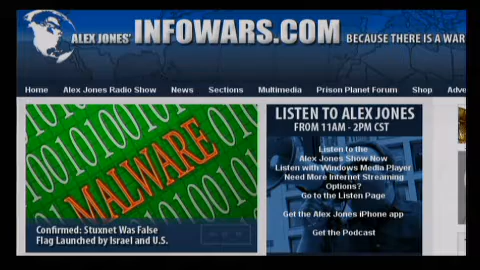 ALEX JONES' INFOWARS.COM BECAUSE THERE IS A WAR
Home Alex Jones Radio Show News Sections Multimedia Prison Planet Forum Shop Adve
LISTEN TO ALEX JONES
FROM 11AM - 2PM CST
MALWARE
Listen to the
Alex Jones Show Now
Listen with Windows Media Player
Need More Internet Streaming
Options?
Go to the Listen Page
Get the Alex Jones iPhone app
Get the Podcast
Confirmed: Stuxnet Was False
Flag Launched by Israel and U.S.